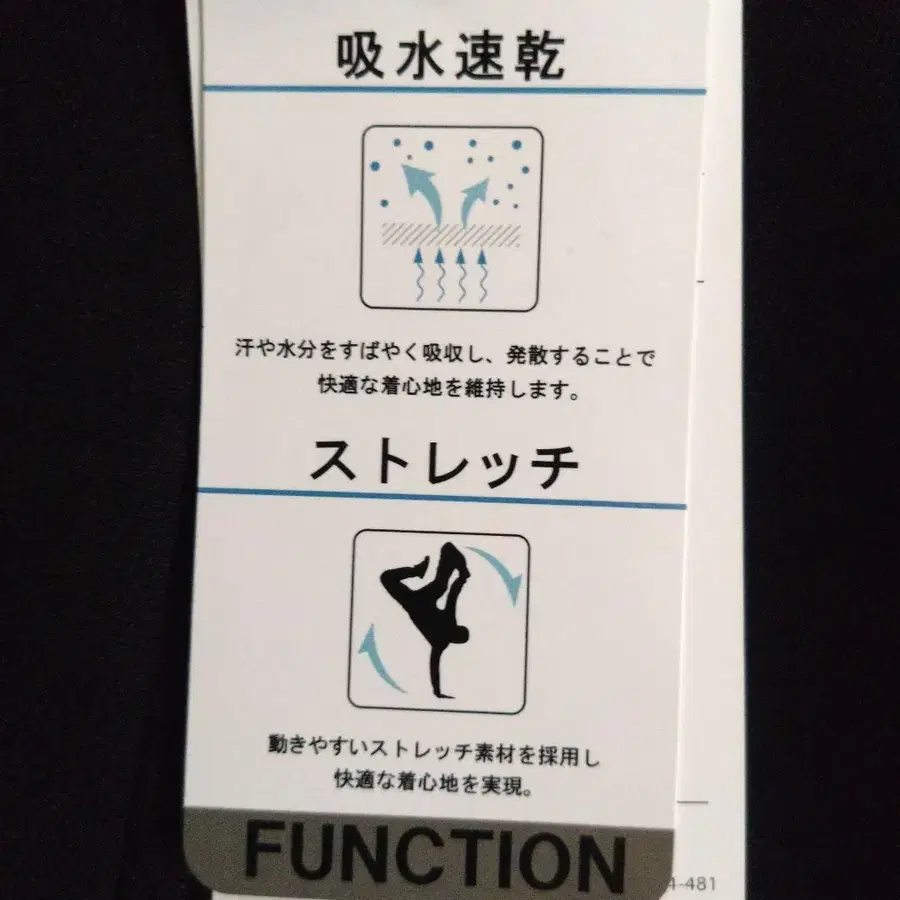 吸水速乾
汗や水分をすばやく吸収し、発散することで
快適な着心地を維持します。
ストレッチ
動きやすいストレッチ素材を採用し
快適な着心地を実現。
FUNCTION
4-481